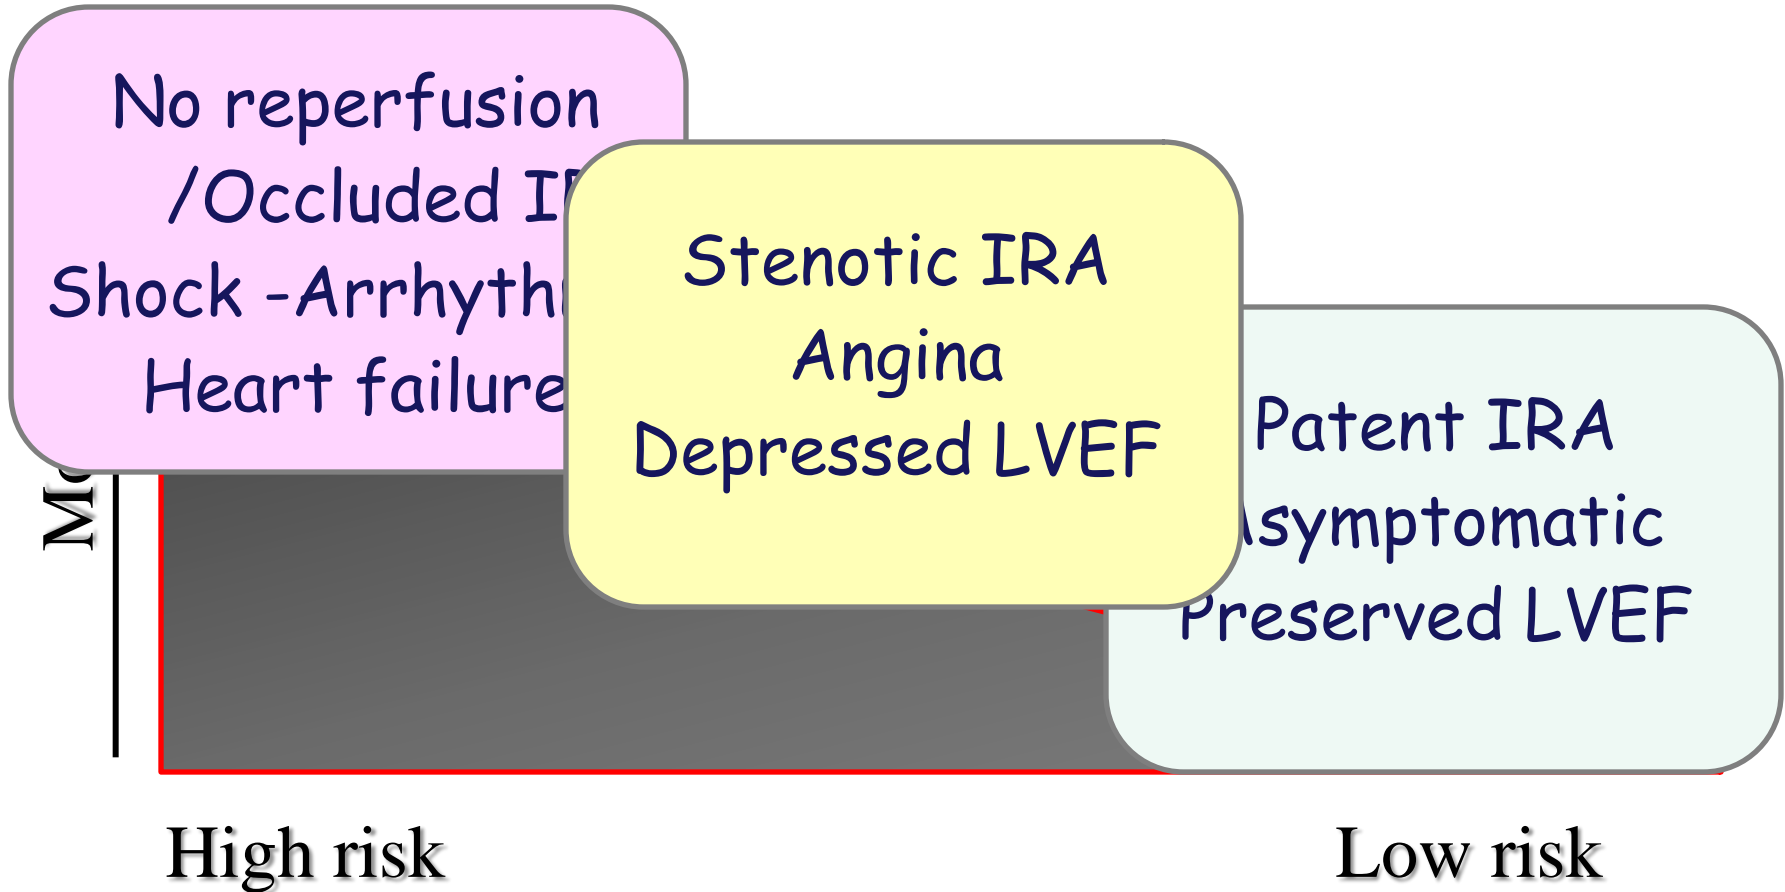 No reperfusion
/Occluded
Shock
Heart failure
Stenotic IRA
Angina
Depressed LVEF
Patent IRA
Asymptomatic
Preserved LVEF
High risk
Low risk